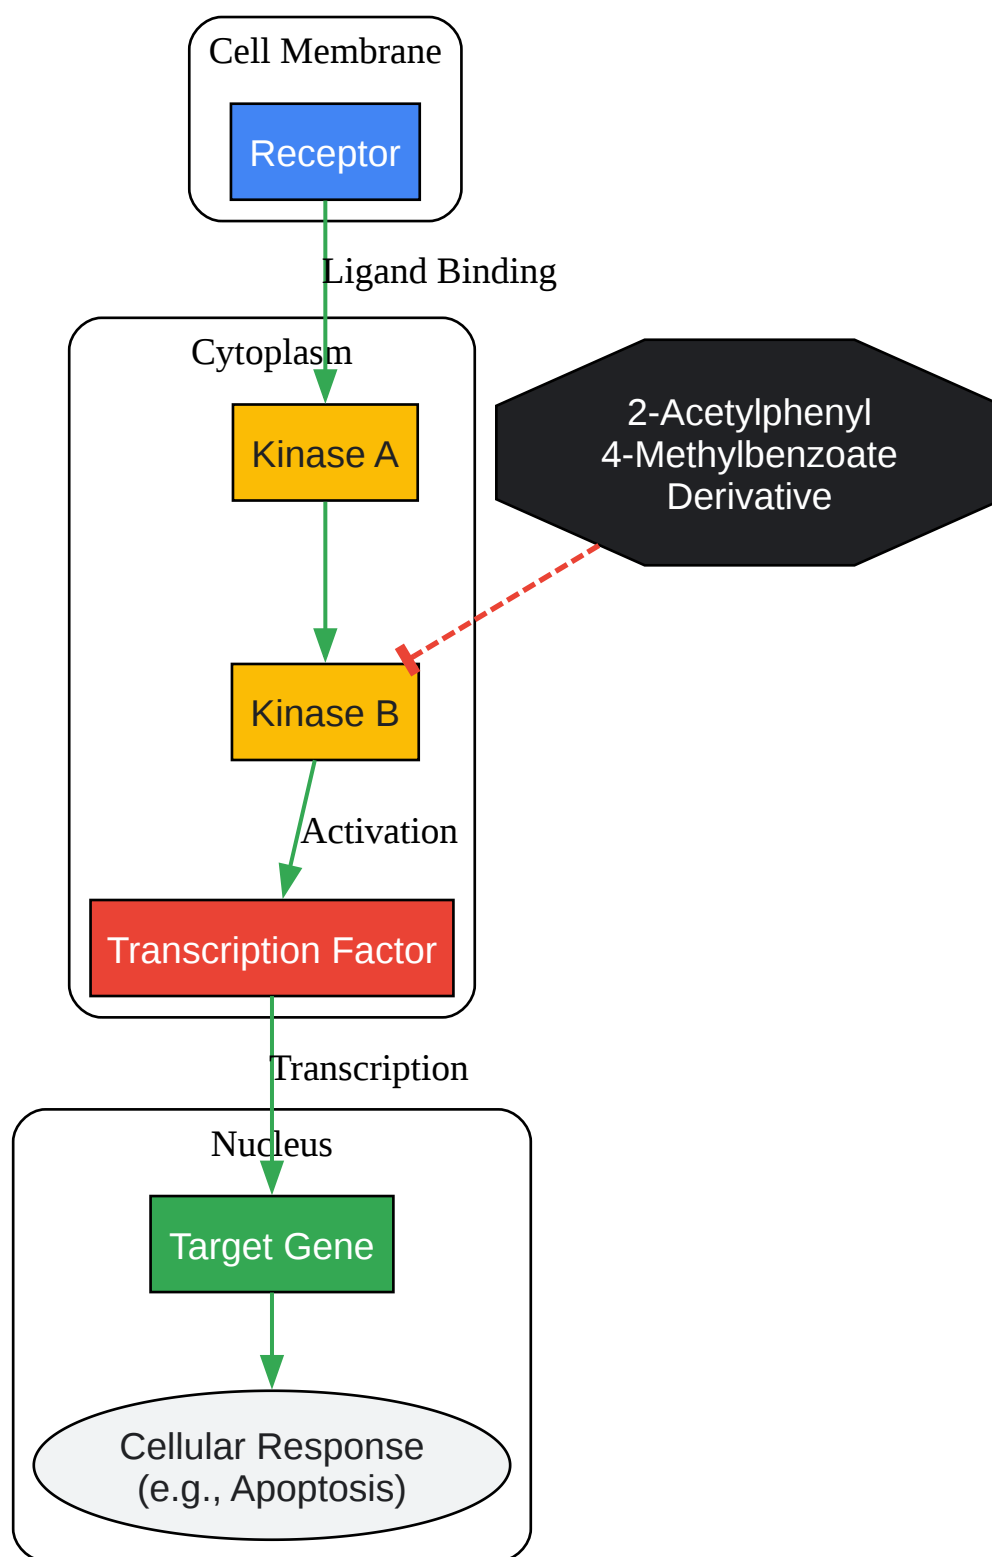 Cell Membrane
Receptor
Ligand Binding
Cytoplasm
Kinase A
2-Acetylphenyl
4-Methylbenzoate
Derivative
Kinase B
Activation
Transcription Factor
Transcription
Nucleus
Target Gene
Cellular Response
(e.g., Apoptosis)